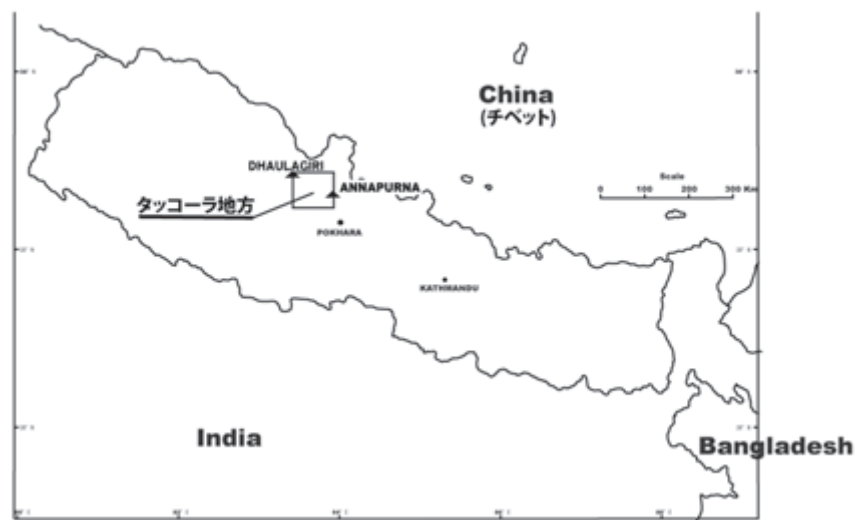 China
(チベット)
DHAULAGIRI
Scale
ANNAPURNA
0 100 200 300 Km
タッコーラ地方
POKHARA
KATHMANDU
India
Bangladesh